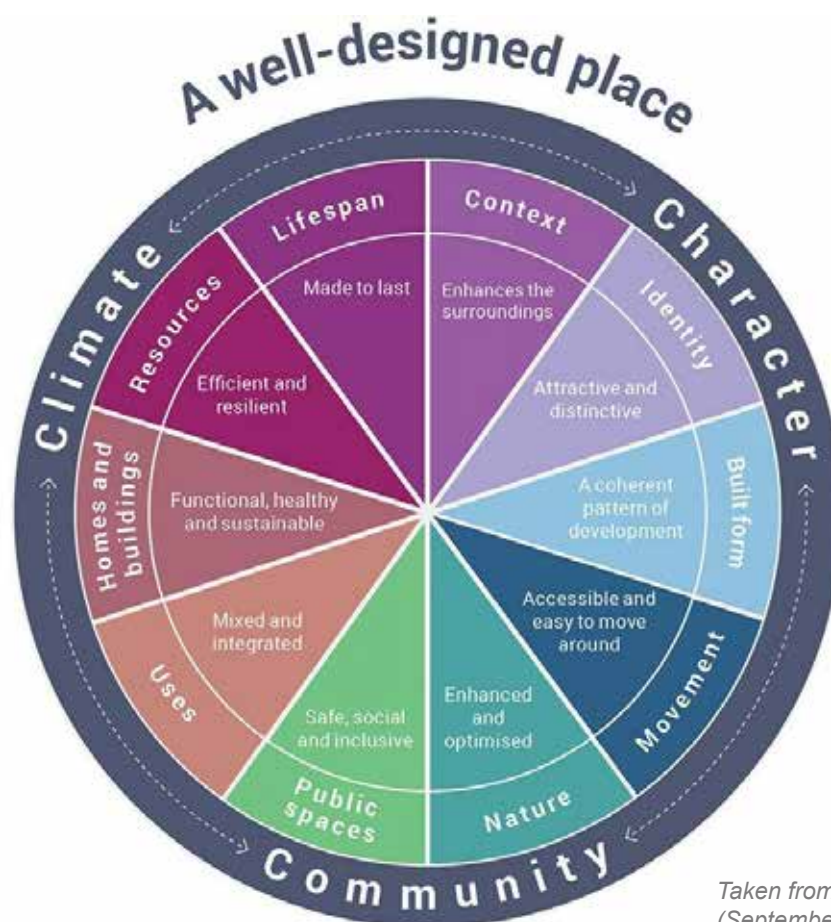 A well-designed place
Climate
Character
Community
Context
Enhances the
surroundings
Identity
Attractive and
distinctive
Built form
A coherent
pattern of
development
Movement
Accessible and
easy to move
around
Nature
Enhanced
and
optimised
Public
spaces
Safe, social
and inclusive
Uses
Mixed and
integrated
Homes and
buildings
Functional, healthy
and sustainable
Resources
Efficient and
resilient
Lifespan
Made to last
Taken from
(September